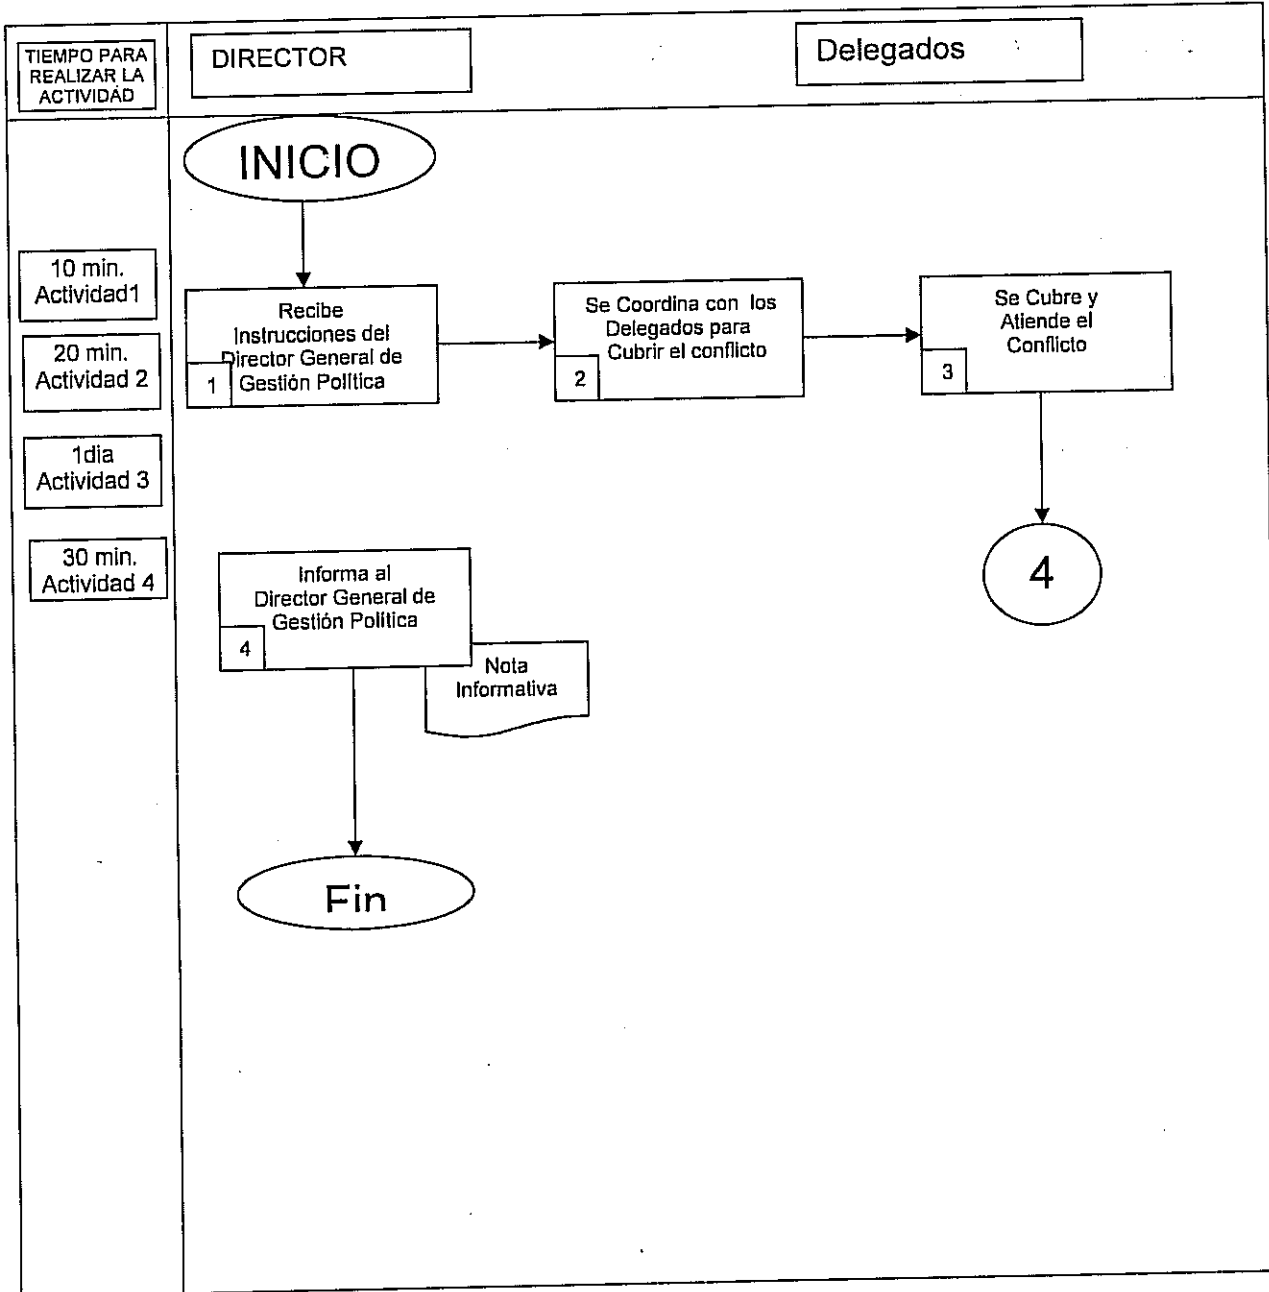 TIEMPO PARA
REALIZAR LA
ACTIVIDAD
DIRECTOR
Delegados
INICIO
10 min.
Actividad1
20 min.
Actividad 2
1dia
Actividad 3
30 min.
Actividad 4
Recibe
Instrucciones del
Director General de
Gestión Política
1
Se Coordina con los
Delegados para
Cubrir el conflicto
2
Se Cubre y
Atiende el
Conflicto
3
4
Informa al
Director General de
Gestión Política
4
Nota
Informativa
Fin